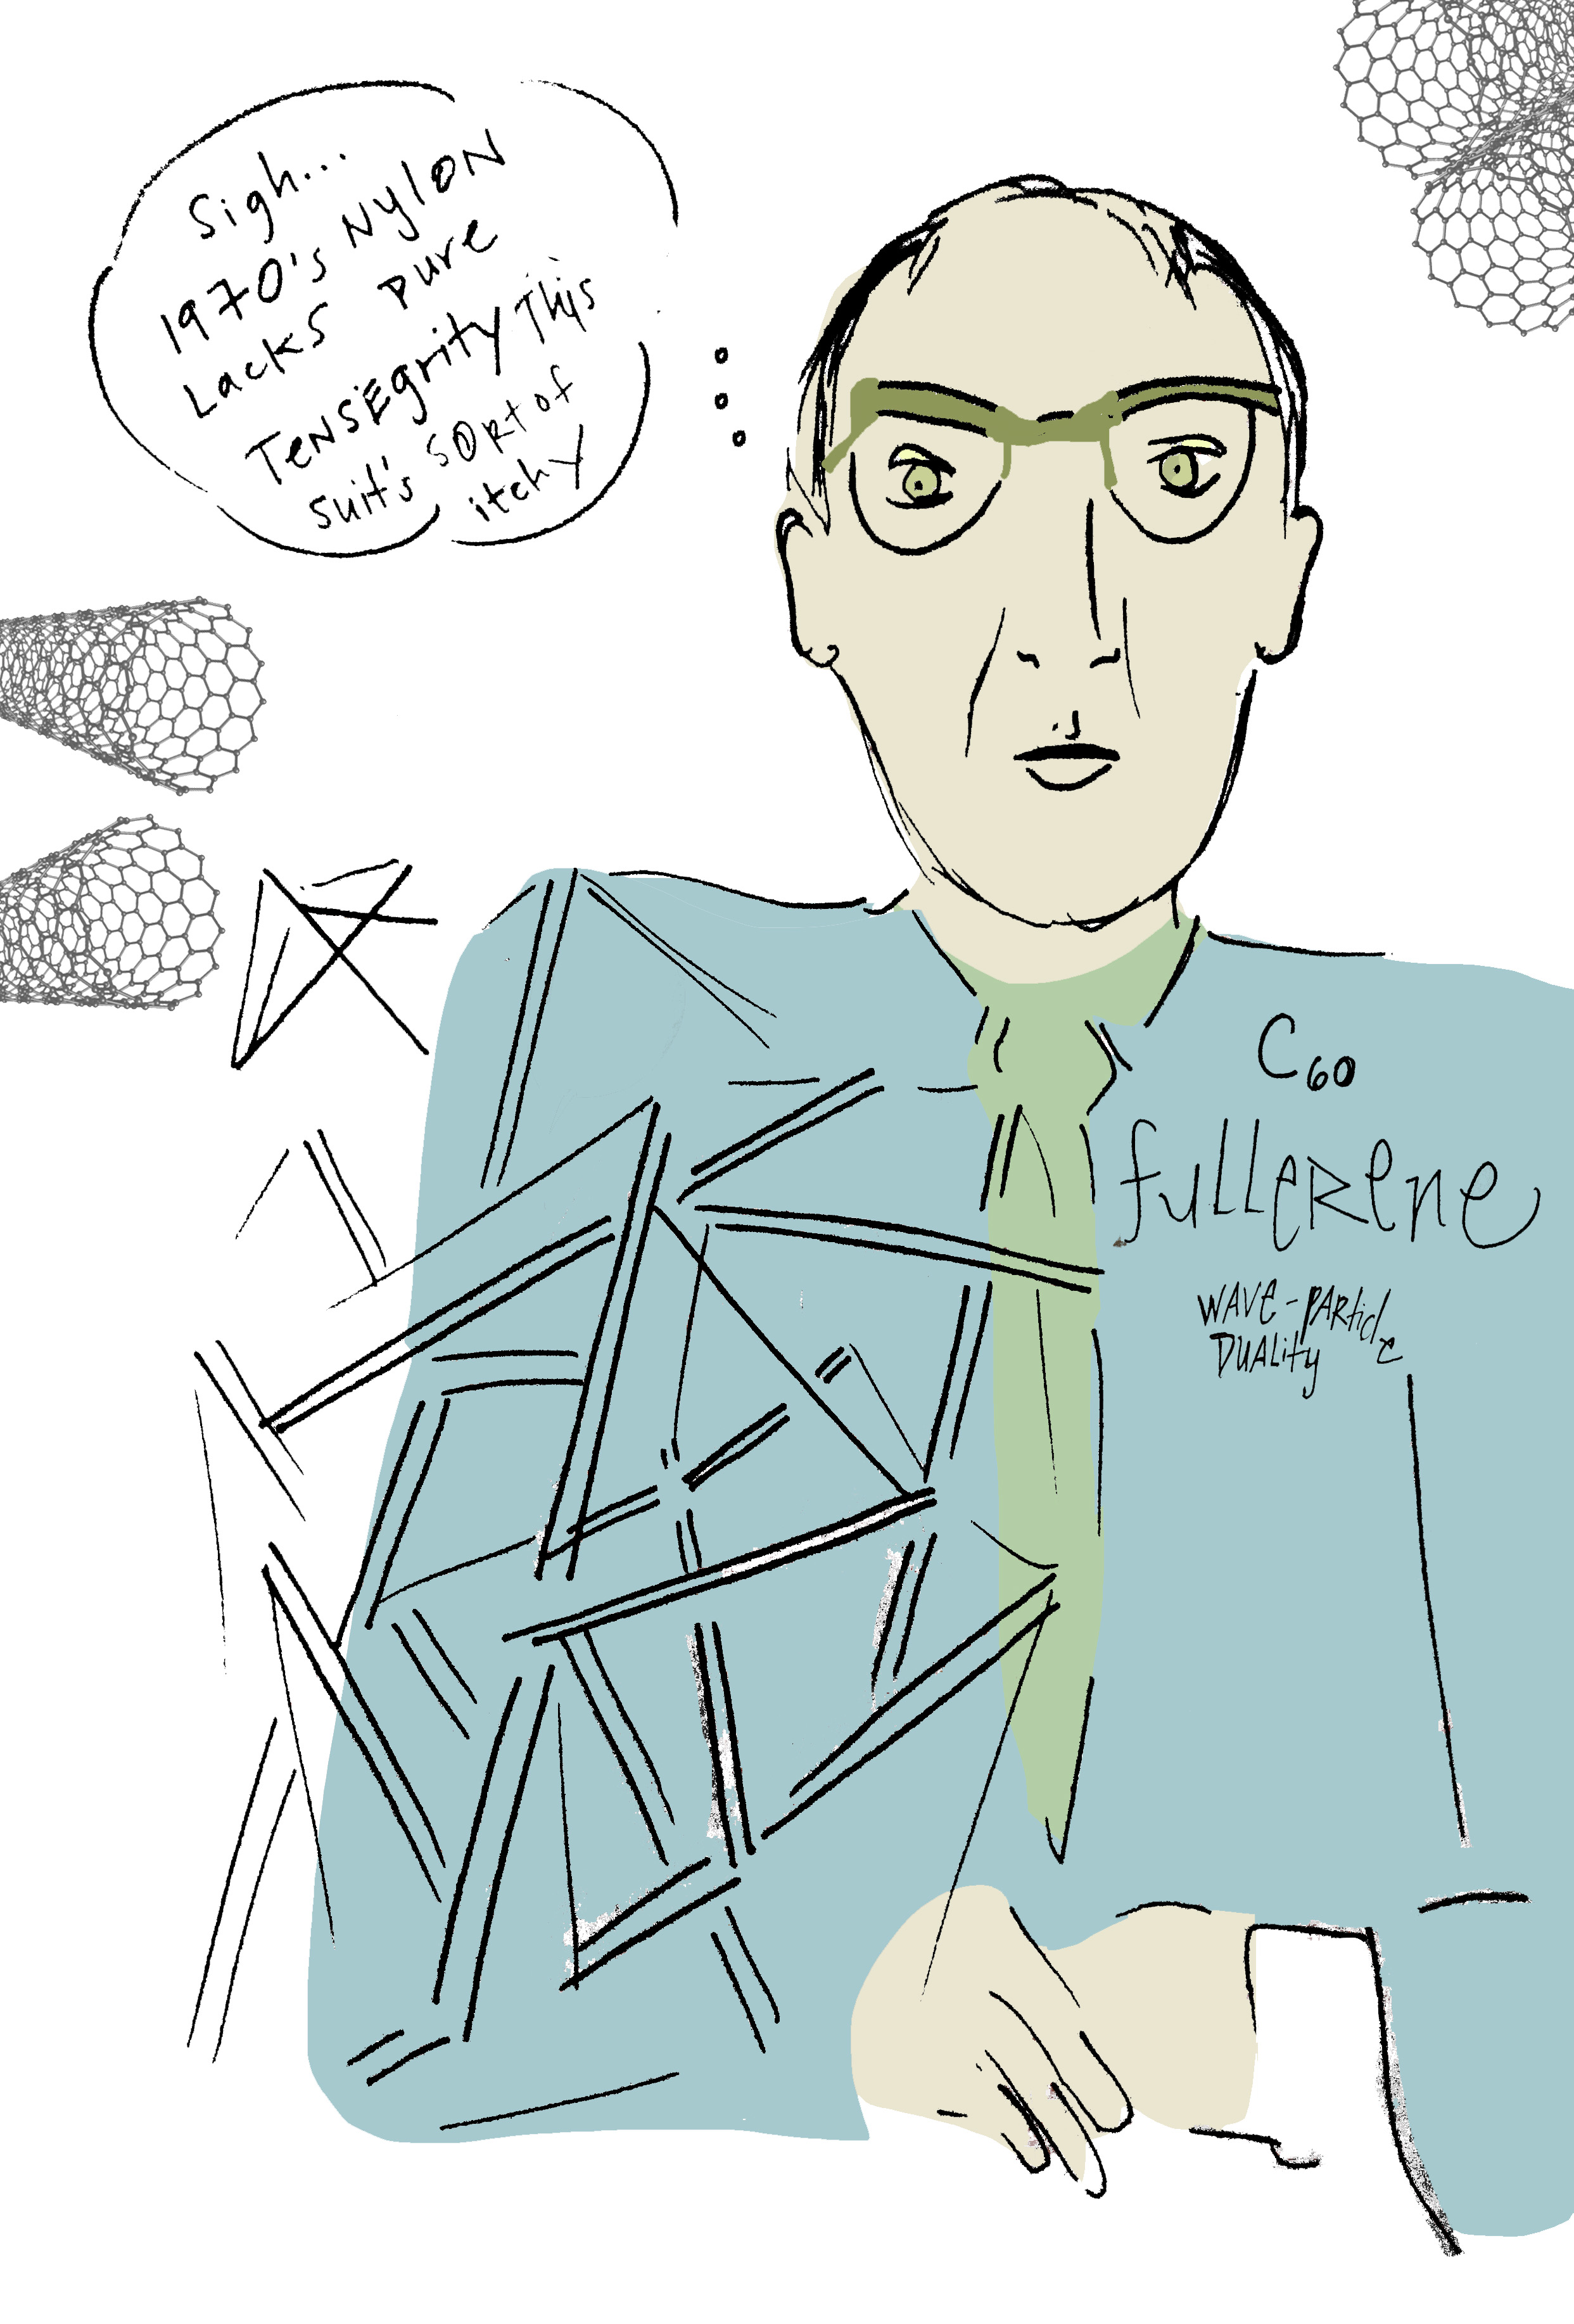 Sigh...
1970's Nylon
Lacks pure
Tensegrity This
suit's sort of
itchy
C60
fullerene
WAVE-PARticle
DUALity